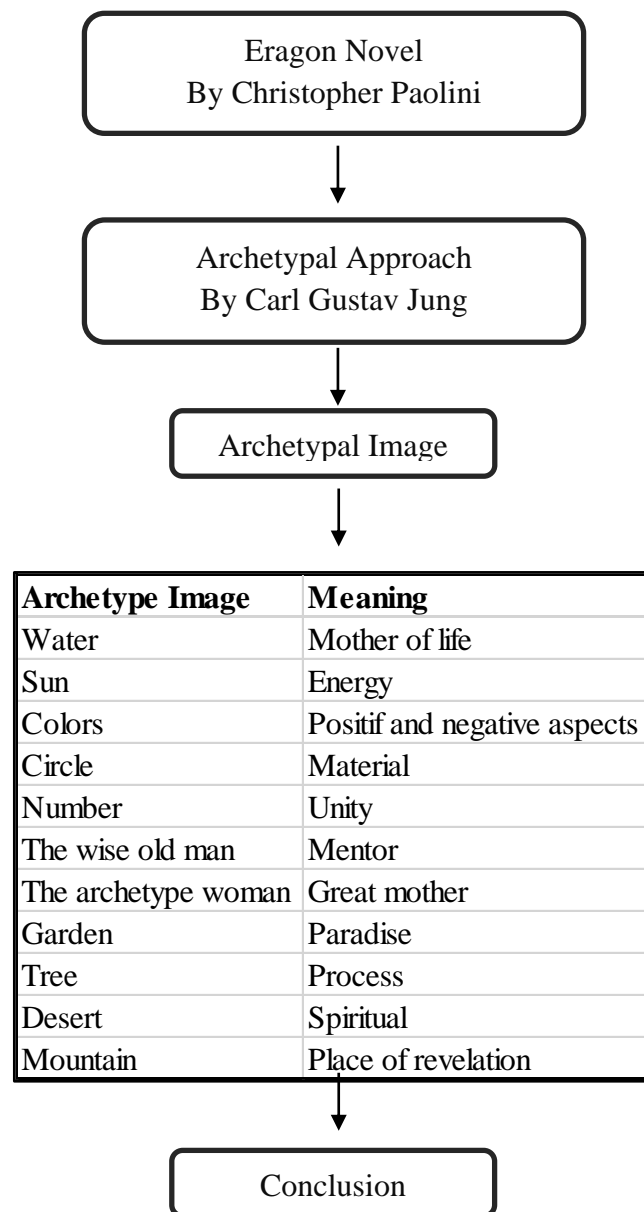 Eragon Novel
By Christopher Paolini
Archetypal Approach
By Carl Gustav Jung
Archetypal Image
Archetype Image Meaning
Water Mother of life
Sun Energy
Colors Positif and negative aspects
Circle Material
Number Unity
The wise old man Mentor
The archetype woman Great mother
Garden Paradise
Tree Process
Desert Spiritual
Mountain Place of revelation
Conclusion